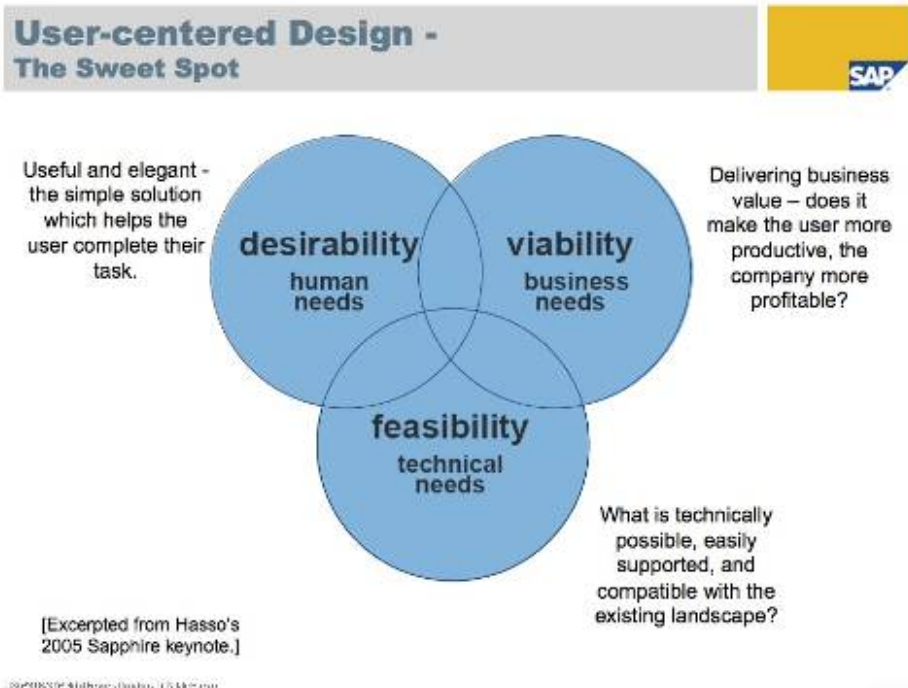 User-centered Design -
The Sweet Spot
SAP
Useful and elegant -
the simple solution
which helps the
user complete their
task.
desirability
human
needs
viability
business
needs
Delivering business
value – does it
make the user more
productive, the
company more
profitable?
feasibility
technical
needs
What is technically
possible, easily
supported, and
compatible with the
existing landscape?
[Excerpted from Hasso's
2005 Sapphire keynote.]